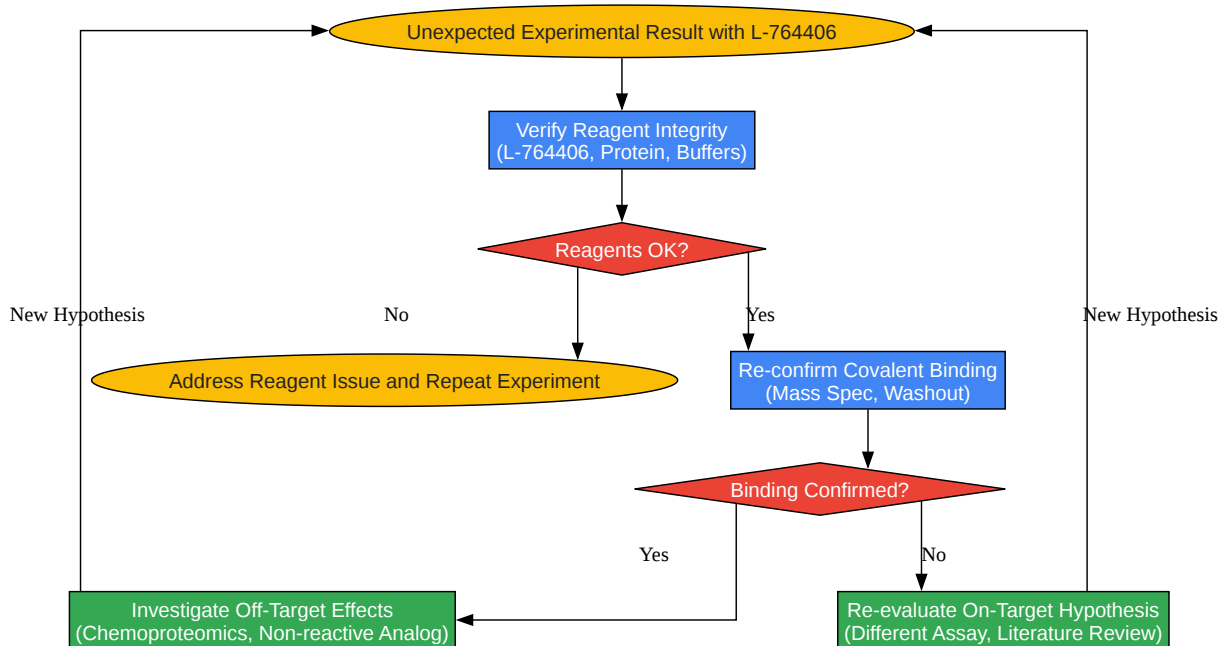 Unexpected Experimental Result with L-764406
Verify Reagent Integrity
(L-764406, Protein, Buffers)
Reagents OK?
New Hypothesis
No
Yes
New Hypothesis
Address Reagent Issue and Repeat Experiment
Re-confirm Covalent Binding
(Mass Spec, Washout)
Binding Confirmed?
Yes
No
Investigate Off-Target Effects
(Chemoproteomics, Non-reactive Analog)
Re-evaluate On-Target Hypothesis
(Different Assay, Literature Review)